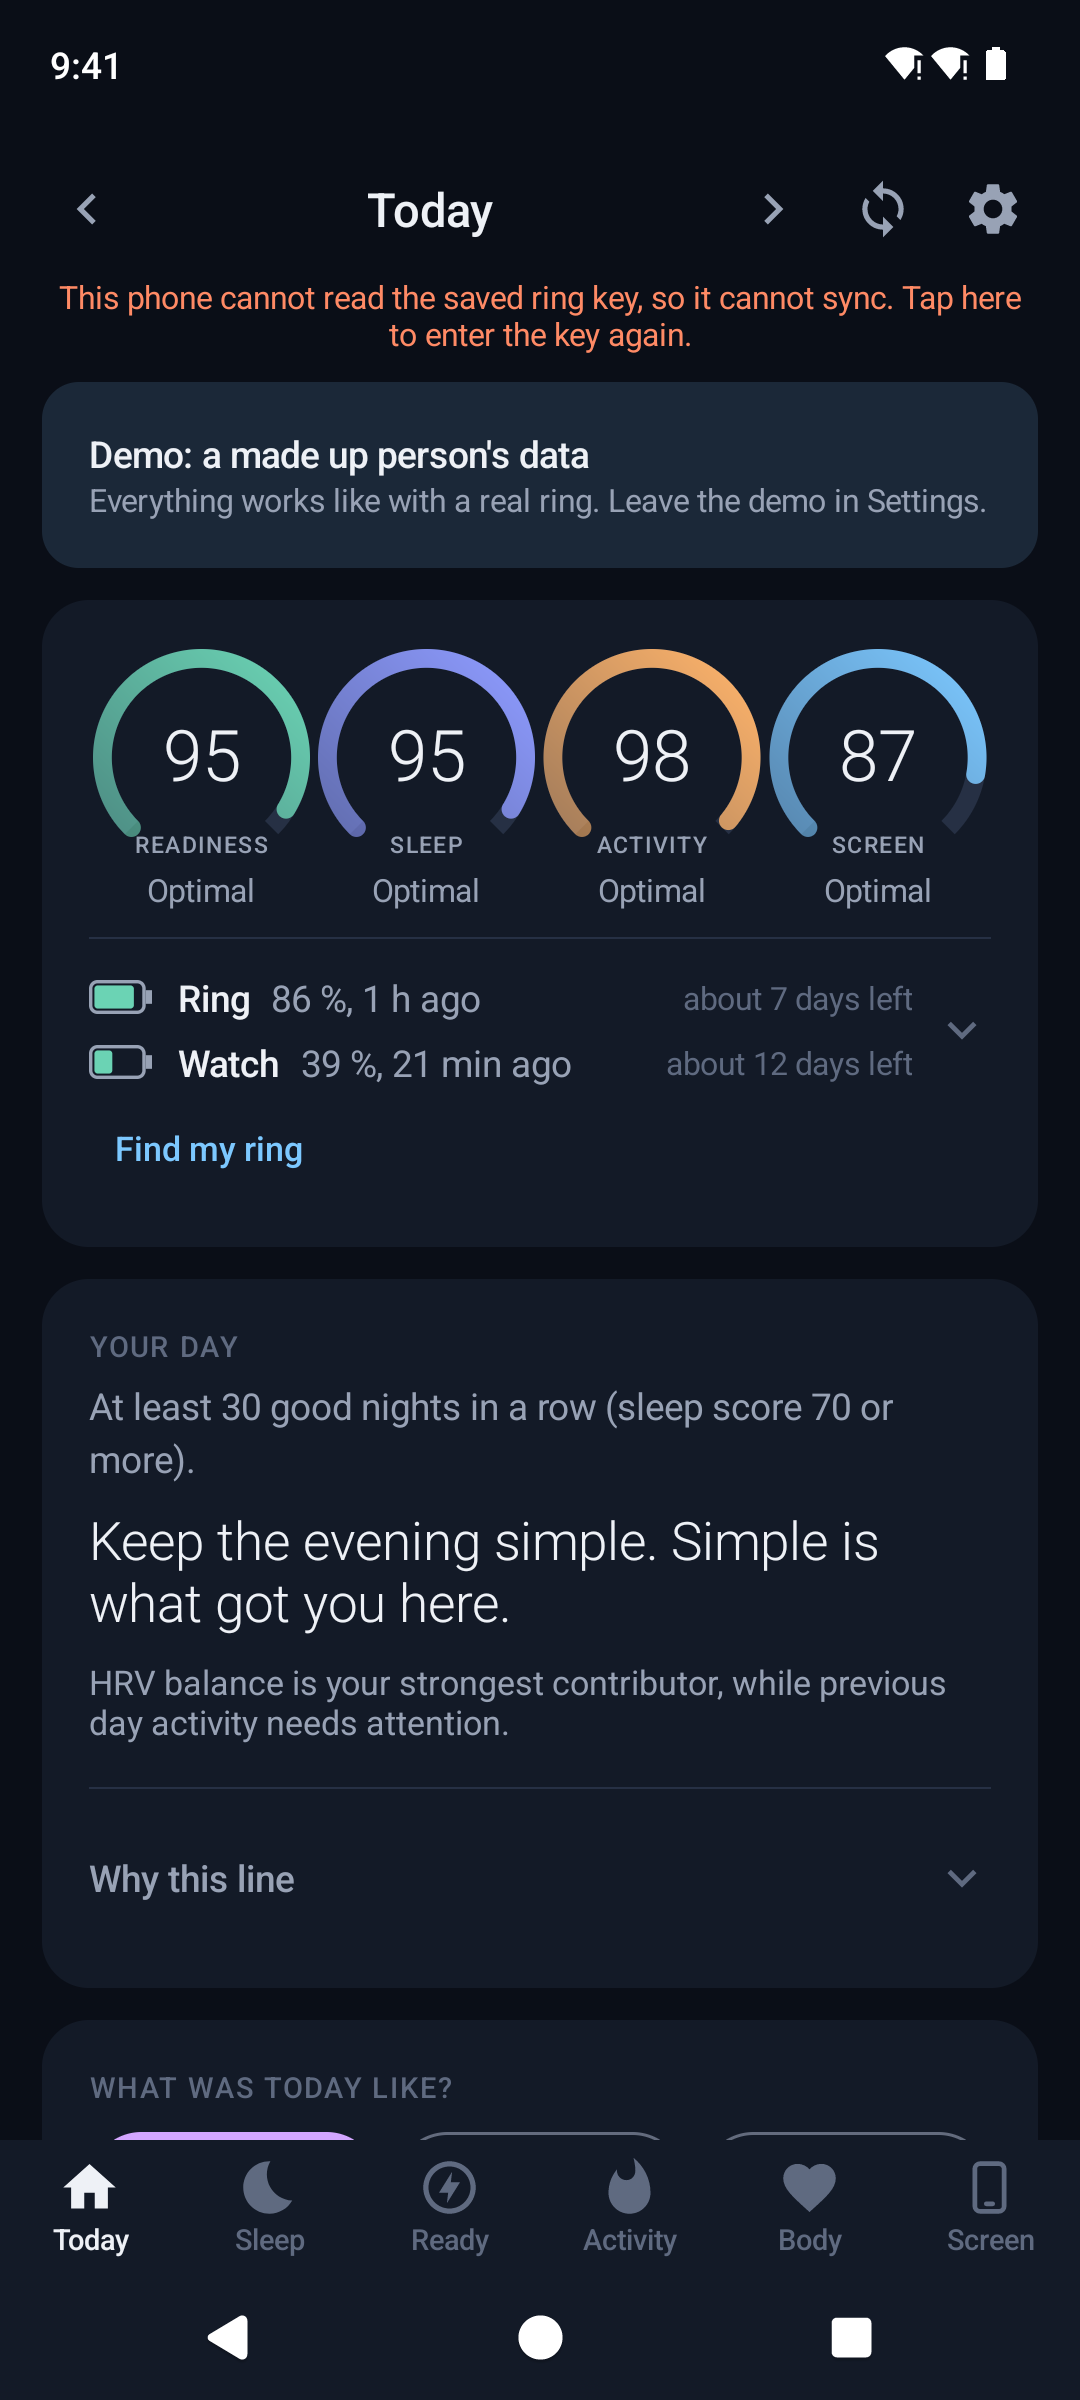 9:41
Today
This phone cannot read the saved ring key, so it cannot sync. Tap here
to enter the key again.
Demo: a made up person's data
Everything works like with a real ring. Leave the demo in Settings.
95
READINESS
Optimal
95
SLEEP
Optimal
98
ACTIVITY
Optimal
87
SCREEN
Optimal
Ring 86 %, 1 h ago about 7 days left
Watch 39 %, 21 min ago about 12 days left
Find my ring
YOUR DAY
At least 30 good nights in a row (sleep score 70 or
more).
Keep the evening simple. Simple is
what got you here.
HRV balance is your strongest contributor, while previous
day activity needs attention.
Why this line
WHAT WAS TODAY LIKE?
Today Sleep Ready Activity Body Screen